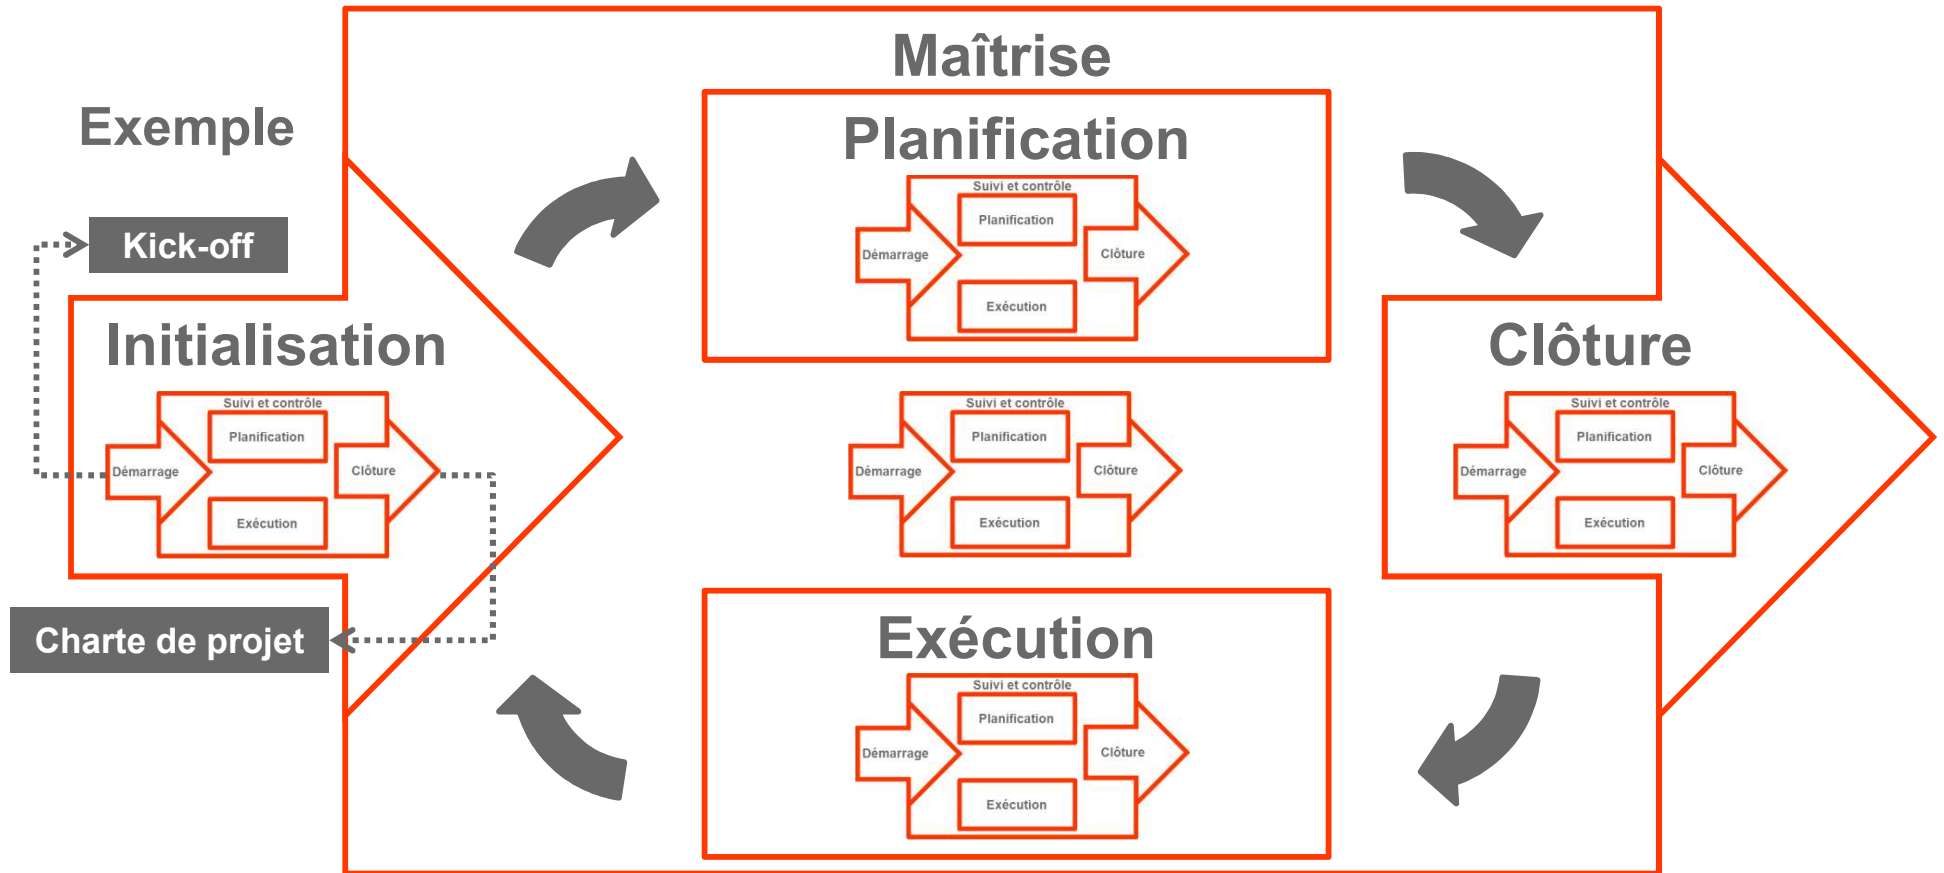 Maîtrise
Exemple
Planification
Suivi et contrôle
Planification
Démarrage
Clôture
Exécution
Kick-off
Initialisation
Suivi et contrôle
Planification
Démarrage
Clôture
Exécution
Suivi et contrôle
Planification
Démarrage
Clôture
Exécution
Clôture
Suivi et contrôle
Planification
Démarrage
Clôture
Exécution
Charte de projet
Exécution
Suivi et contrôle
Planification
Démarrage
Clôture
Exécution